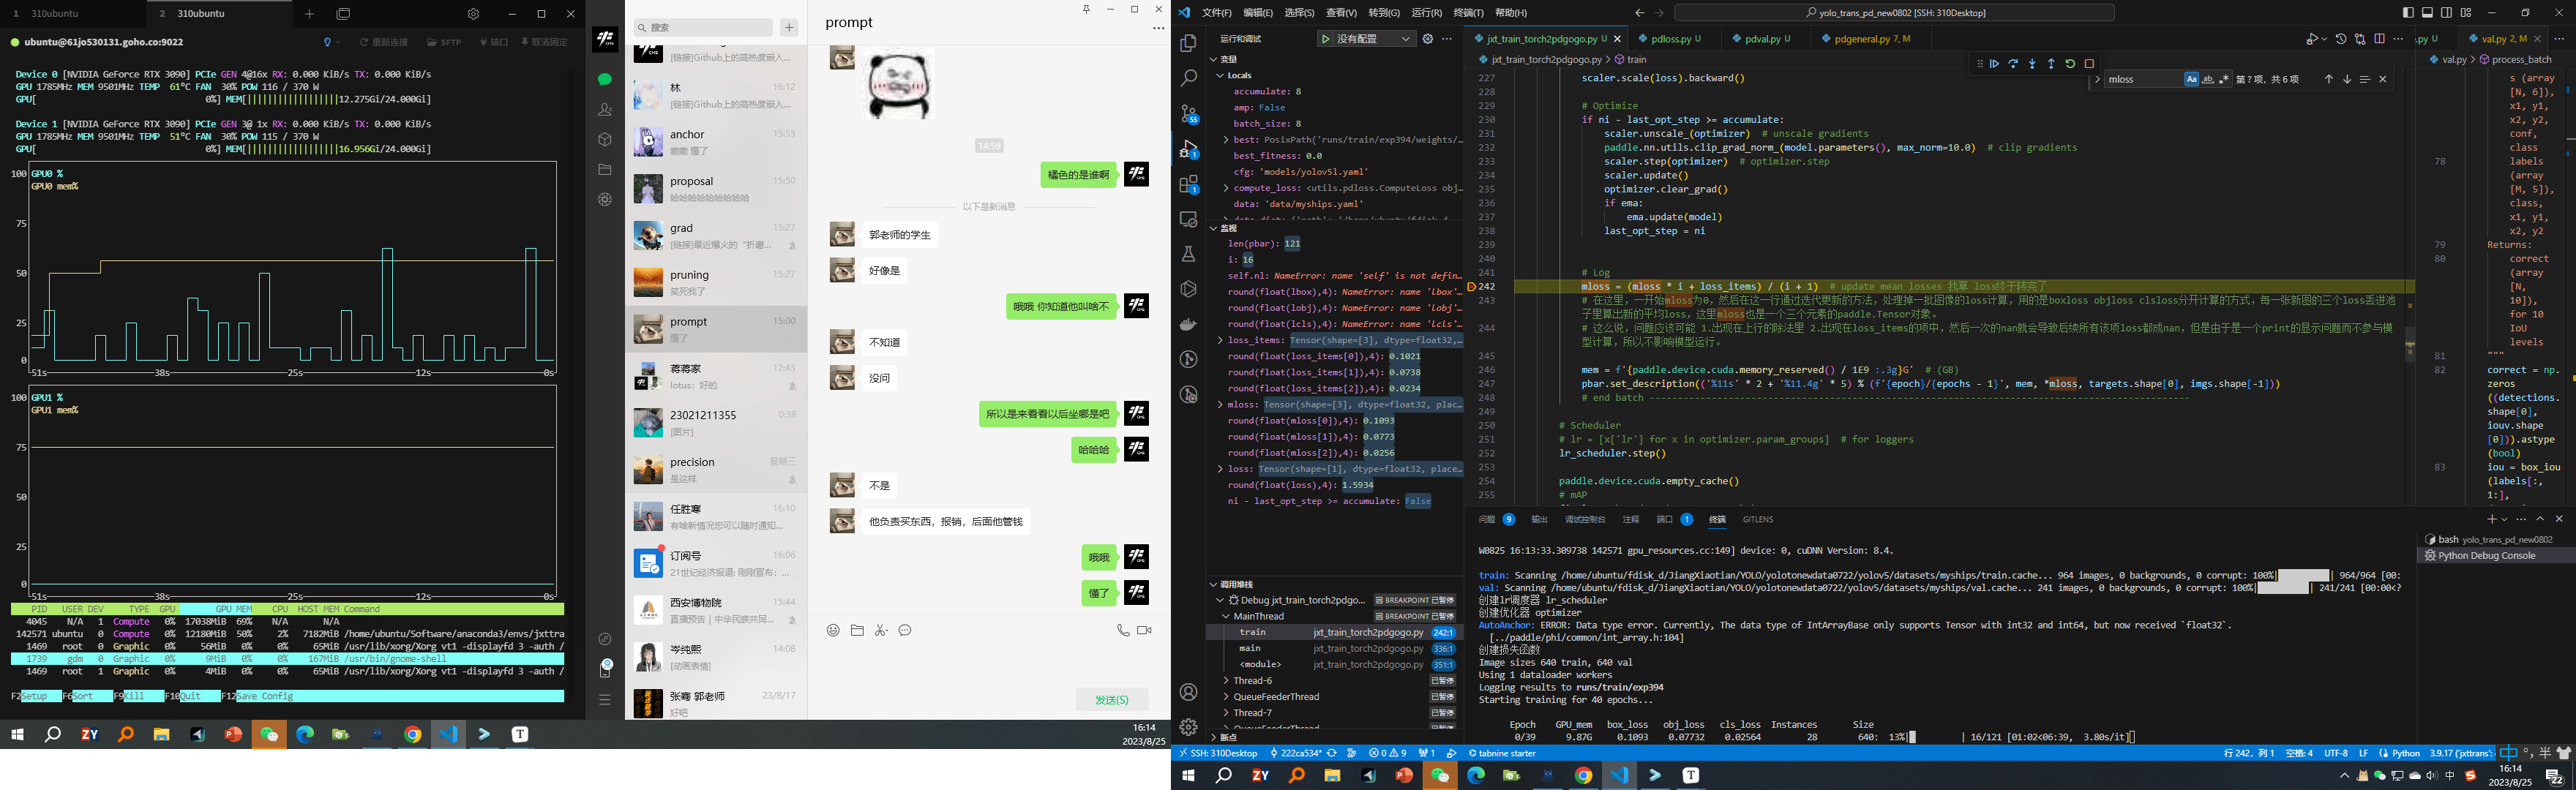 1 310ubuntu
2 310ubuntu
ubuntu@61jo530131.goho.co:9022
重新连接 SFTP 端口 取消固定
Device 0 [NVIDIA GeForce RTX 3090] PCIe GEN 4@16x RX: 0.000 KiB/s TX: 0.000 KiB/s
GPU 1785MHz MEM 9501MHz TEMP 61°C FAN 30% POW 116 / 370 W
GPU[ 0%] MEM[||||||||||||||||||12.275Gi/24.000Gi]
Device 1 [NVIDIA GeForce RTX 3090] PCIe GEN 3@ 1x RX: 0.000 KiB/s TX: 0.000 KiB/s
GPU 1785MHz MEM 9501MHz TEMP 51°C FAN 30% POW 115 / 370 W
GPU[ 0%] MEM[||||||||||||||||||16.956Gi/24.000Gi]
100 GPU0 %
GPU0 mem%
75
50
25
0
51s 38s 25s 12s 0s
100 GPU1 %
GPU1 mem%
75
50
25
0
51s 38s 25s 12s 0s
PID USER DEV TYPE GPU GPU MEM CPU HOST MEM Command
4045 N/A 1 Compute 0% 17038MiB 69% N/A N/A
142571 ubuntu 0 Compute 0% 12180MiB 50% 2% 7182MiB /home/ubuntu/Software/anaconda3/envs/jxttra
1469 root 0 Graphic 0% 56MiB 0% 0% 65MiB /usr/lib/xorg/Xorg vt1 -displayfd 3 -auth /
1739 gdm 0 Graphic 0% 9MiB 0% 0% 167MiB /usr/bin/gnome-shell
1469 root 1 Graphic 0% 4MiB 0% 0% 65MiB /usr/lib/xorg/Xorg vt1 -displayfd 3 -auth /
F2Setup F6Sort F9Kill F10Quit F12Save Config
搜索
[链接]Github上的高热度嵌入...
林 16:12
[链接]Github上的高热度嵌入...
anchor 15:55
嗷嗷 懂了
proposal 15:50
哈哈哈哈哈哈哈哈哈
grad 15:27
[链接]最近爆火的“折磨...
pruning 15:27
笑死我了
prompt 15:00
懂了
蒋蒋家 12:43
lotus：好的
23021211355 0:38
[图片]
precision 星期三
是这样
任胜寒 16:10
有啥新情况您可以随时通知...
订阅号 16:06
21世纪经济报道: 刚刚宣布：...
西安博物院 15:44
直播预告｜中华民族共同...
岑纯熙 14:08
[动画表情]
张骞 郭老师 23/8/17
好吧
prompt
14:59
橘色的是谁啊
以下是新消息
郭老师的学生
好像是
哦哦 你知道他叫啥不
不知道
没问
所以是来看看以后坐哪是吧
哈哈哈
不是
他负责买东西，报销，后面他管钱
哦哦
懂了
发送(S)
16:14
2023/8/25
文件(F) 编辑(E) 选择(S) 查看(V) 转到(G) 运行(R) 终端(T) 帮助(H)
yolo_trans_pd_new0802 [SSH: 310Desktop]
运行和调试 没有配置
变量
Locals
accumulate: 8
amp: False
batch_size: 8
best: PosixPath('runs/train/exp394/weights/...
best_fitness: 0.0
cfg: 'models/yolov5l.yaml'
compute_loss: <utils.pdloss.ComputeLoss obj...
data: 'data/myships.yaml'
监视
len(pbar): 121
i: 16
self.nl: NameError: name 'self' is not defin...
round(float(lbox),4): NameError: name 'lbox'...
round(float(lobj),4): NameError: name 'lobj'...
round(float(lcls),4): NameError: name 'lcls'...
loss_items: Tensor(shape=[3], dtype=float32,...
round(float(loss_items[0]),4): 0.1021
round(float(loss_items[1]),4): 0.0738
round(float(loss_items[2]),4): 0.0234
mloss: Tensor(shape=[3], dtype=float32, plac...
round(float(mloss[0]),4): 0.1093
round(float(mloss[1]),4): 0.0773
round(float(mloss[2]),4): 0.0256
loss: Tensor(shape=[1], dtype=float32, place...
round(float(loss),4): 1.5934
ni - last_opt_step >= accumulate: False
调用堆栈
Debug jxt_train_torch2pdgo... 因 BREAKPOINT 已暂停
MainThread 因 BREAKPOINT 已暂停
train jxt_train_torch2pdgogo.py 242:1
main jxt_train_torch2pdgogo.py 336:1
<module> jxt_train_torch2pdgogo.py 351:1
Thread-6 已暂停
QueueFeederThread 已暂停
Thread-7 已暂停
QueueFeederThread 已暂停
断点
jxt_train_torch2pdgogo.py U
pdloss.py U
pdval.py U
pdgeneral.py 7, M
jxt_train_torch2pdgogo.py > train
mloss 第?项，共6项
227 scaler.scale(loss).backward()
228
229 # Optimize
230 if ni - last_opt_step >= accumulate:
231 scaler.unscale_(optimizer) # unscale gradients
232 paddle.nn.utils.clip_grad_norm_(model.parameters(), max_norm=10.0) # clip gradients
233 scaler.step(optimizer) # optimizer.step
234 scaler.update()
235 optimizer.clear_grad()
236 if ema:
237 ema.update(model)
238 last_opt_step = ni
239
240
241 # Log
242 mloss = (mloss * i + loss_items) / (i + 1) # update mean losses 我草 loss终于转完了
243 # 在这里，一开始mloss为0，然后在这一行通过迭代更新的方法，处理掉一批图像的loss计算，用的是boxloss objloss clsloss分开计算的方式，每一张新图的三个loss丢进池
子里算出新的平均loss，这里mloss也是一个三个元素的paddle.Tensor对象。
244 # 这么说，问题应该可能 1.出现在上行的除法里 2.出现在loss_items的项中，然后一次的nan就会导致后续所有该项loss都成nan，但是由于是一个print的显示问题而不参与模
型计算，所以不影响模型运行。
245
246 mem = f'{paddle.device.cuda.memory_reserved() / 1E9 :.3g}G' # (GB)
247 pbar.set_description(('%11s' * 2 + '%11.4g' * 5) % (f'{epoch}/{epochs - 1}', mem, *mloss, targets.shape[0], imgs.shape[-1]))
248 # end batch ------------------------------------------------------------
249
250 # Scheduler
251 # lr = [x['lr'] for x in optimizer.param_groups] # for loggers
252 lr_scheduler.step()
253
254 paddle.device.cuda.empty_cache()
255 # mAP
.py U
val.py 2, M
val.py > process_batch
s (array
[N, 6]),
x1, y1,
x2, y2,
conf,
class
78 labels
(array
[M, 5]),
class,
x1, y1,
x2, y2
79 Returns:
80 correct
(array
[N,
10]),
for 10
IoU
levels
81 """
82 correct = np.
zeros
((detections.
shape[0],
iouv.shape
[0])).astype
(bool)
83 iou = box_iou
(labels[:,
1:],
问题 9 输出 调试控制台 注释 端口 1 终端 GITLENS
bash yolo_trans_pd_new0802
Python Debug Console
W0825 16:13:33.309738 142571 gpu_resources.cc:149] device: 0, cuDNN Version: 8.4.
train: Scanning /home/ubuntu/fdisk_d/JiangXiaotian/YOLO/yolotonewdata0722/yolov5/datasets/myships/train.cache... 964 images, 0 backgrounds, 0 corrupt: 100%| | 964/964 [00:
val: Scanning /home/ubuntu/fdisk_d/JiangXiaotian/YOLO/yolotonewdata0722/yolov5/datasets/myships/val.cache... 241 images, 0 backgrounds, 0 corrupt: 100%| | 241/241 [00:00<?
创建lr调度器 lr_scheduler
创建优化器 optimizer
AutoAnchor: ERROR: Data type error. Currently, The data type of IntArrayBase only supports Tensor with int32 and int64, but now received `float32`.
[../paddle/phi/common/int_array.h:104]
创建损失函数
Image sizes 640 train, 640 val
Using 1 dataloader workers
Logging results to runs/train/exp394
Starting training for 40 epochs...
Epoch GPU_mem box_loss obj_loss cls_loss Instances Size
0/39 9.87G 0.1093 0.07732 0.02564 28 640: 13%| | 16/121 [01:02<06:39, 3.80s/it]
SSH: 310Desktop 222ca534* 0 9 1 tabnine starter
行 242，列 1 空格: 4 UTF-8 LF Python 3.9.17 ('jxttrans':
16:14
2023/8/25
22